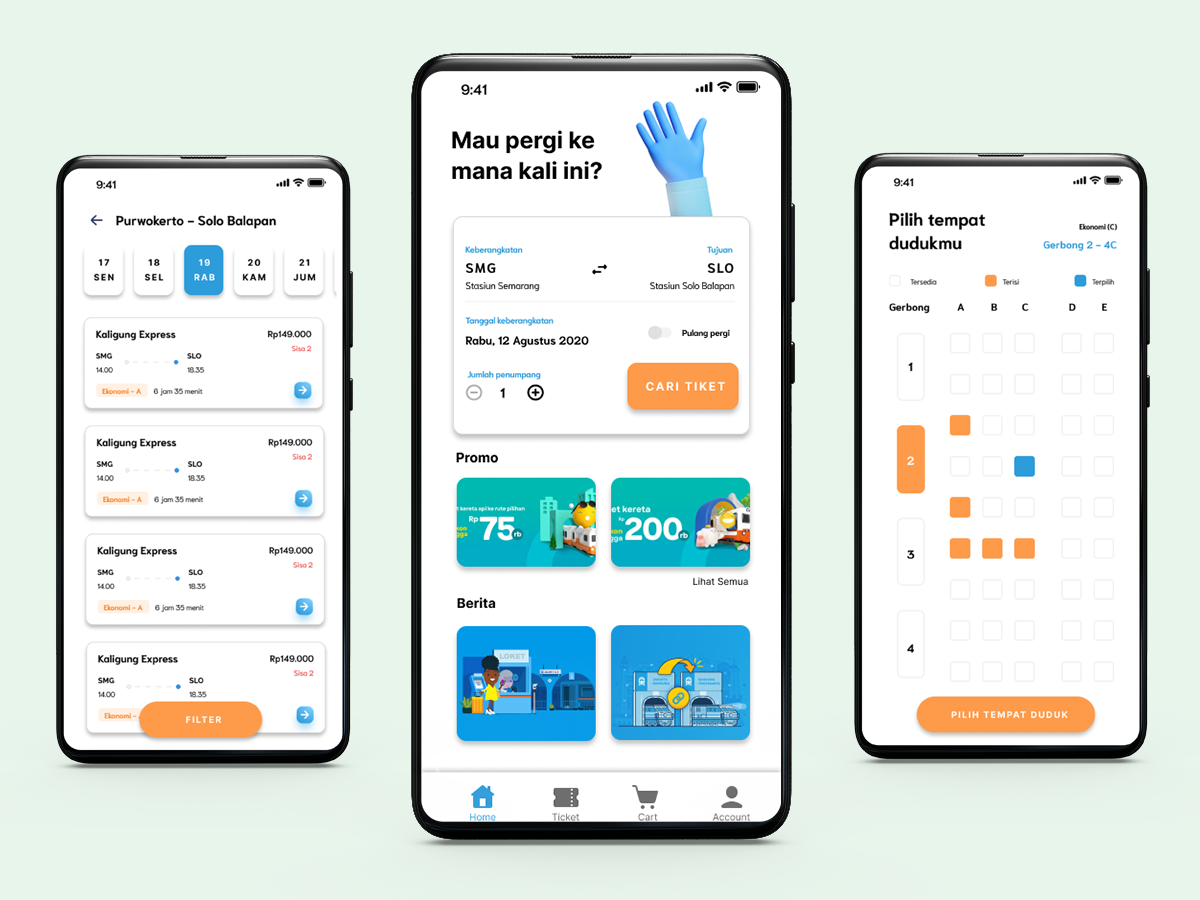 9:41
Purwokerto – Solo Balapan
17 18 19 20 21
SEN SEL RAB KAM JUM
Kaligung Express Rp149.000
Sisa 2
SMG SLO
14.00 18.35
Ekonomi – A 6 jam 35 menit
Kaligung Express Rp149.000
Sisa 2
SMG SLO
14.00 18.35
Ekonomi – A 6 jam 35 menit
Kaligung Express Rp149.000
Sisa 2
SMG SLO
14.00 18.35
Ekonomi – A 6 jam 35 menit
Kaligung Express Rp149.000
Sisa 2
SMG SLO
14.00 18.35
Ekonomi –
FILTER
9:41
Mau pergi ke
mana kali ini?
Keberangkatan Tujuan
SMG SLO
Stasiun Semarang Stasiun Solo Balapan
Tanggal keberangkatan
Rabu, 12 Agustus 2020 Pulang pergi
Jumlah penumpang
1
CARI TIKET
Promo
t kereta api ke rute pilihan
Rp 75 rb
et kereta
Rp 200 rb
Lihat Semua
Berita
LOKET
Home Ticket Cart Account
9:41
Pilih tempat
dudukmu
Ekonomi (C)
Gerbong 2 – 4C
Tersedia Terisi Terpilih
Gerbong A B C D E
1
2
3
4
PILIH TEMPAT DUDUK